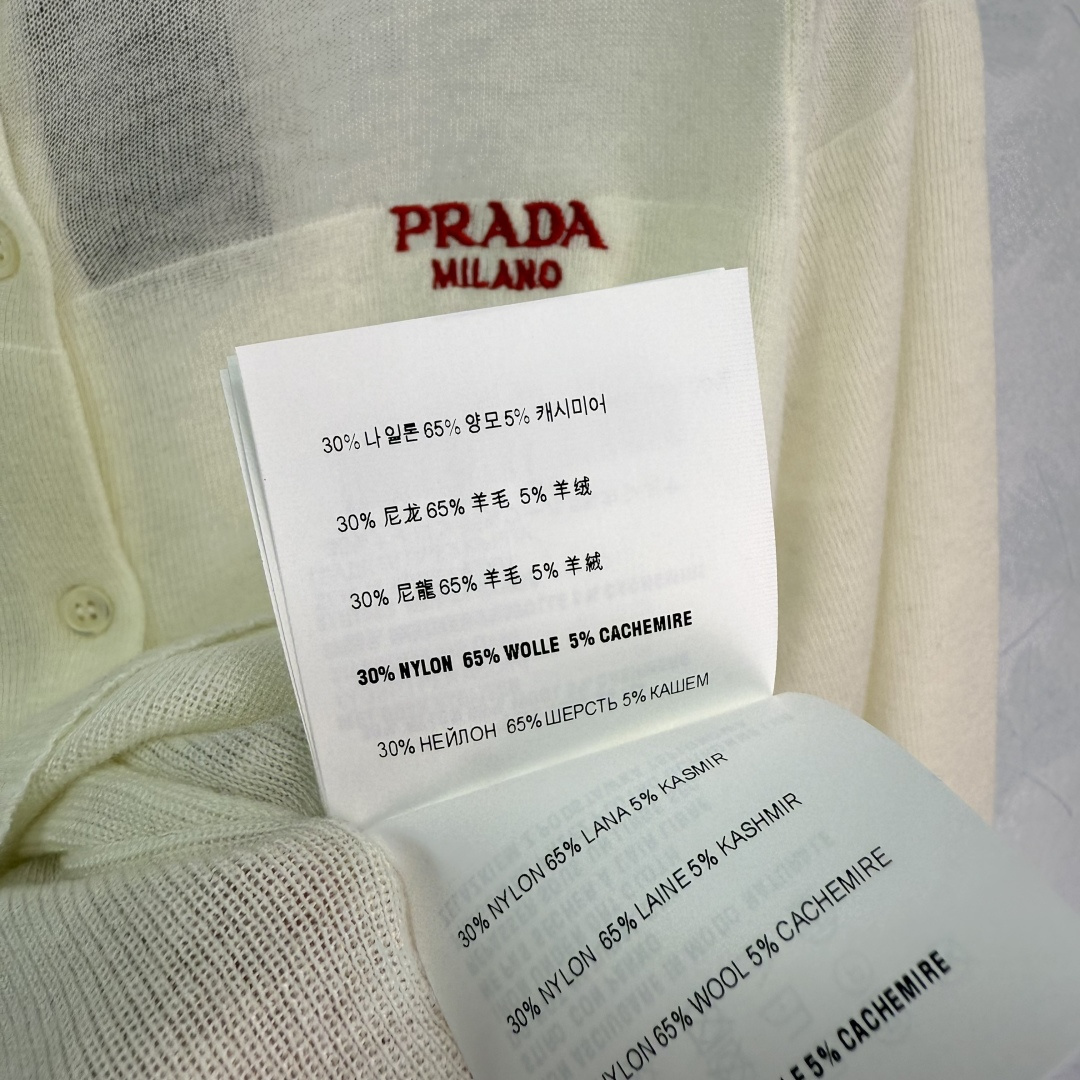 PRADA
MILANO
30% 나일론 65% 양모 5% 캐시미어
30% 尼龙 65% 羊毛 5% 羊绒
30% 尼龍 65% 羊毛 5% 羊絨
30% NYLON 65% WOLLE 5% CACHEMIRE
30% НЕЙЛОН 65% ШЕРСТЬ 5% КАШЕМ
30% NYLON 65% LANA 5% KASMIR
30% NYLON 65% LAINE 5% KASHMIR
65% WOOL 5% CACHEMIRE
5% CACHEMIRE